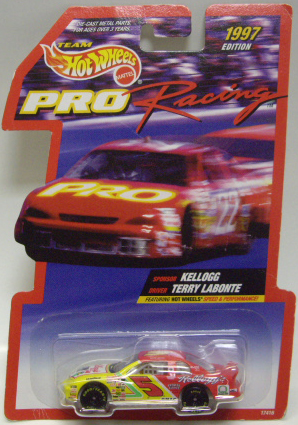 DIE-CAST METAL PARTS
FOR AGES OVER 3 YEARS.
1997
EDITION
TEAM
Hot Wheels
MATTEL
PRO Racing
PRO
SPONSOR KELLOGG
DRIVER TERRY LABONTE
FEATURING HOT WHEELS SPEED & PERFORMANCE!
5
Kellogg's